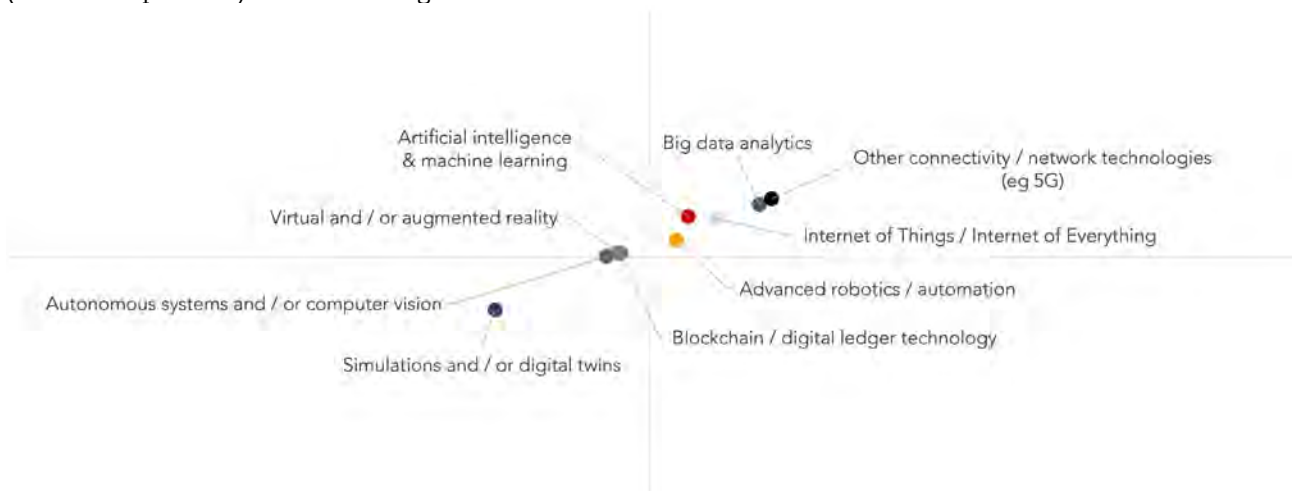 Artificial intelligence
& machine learning
Big data analytics
Other connectivity / network technologies
(eg 5G)
Virtual and / or augmented reality
Internet of Things / Internet of Everything
Autonomous systems and / or computer vision
Advanced robotics / automation
Blockchain / digital ledger technology
Simulations and / or digital twins